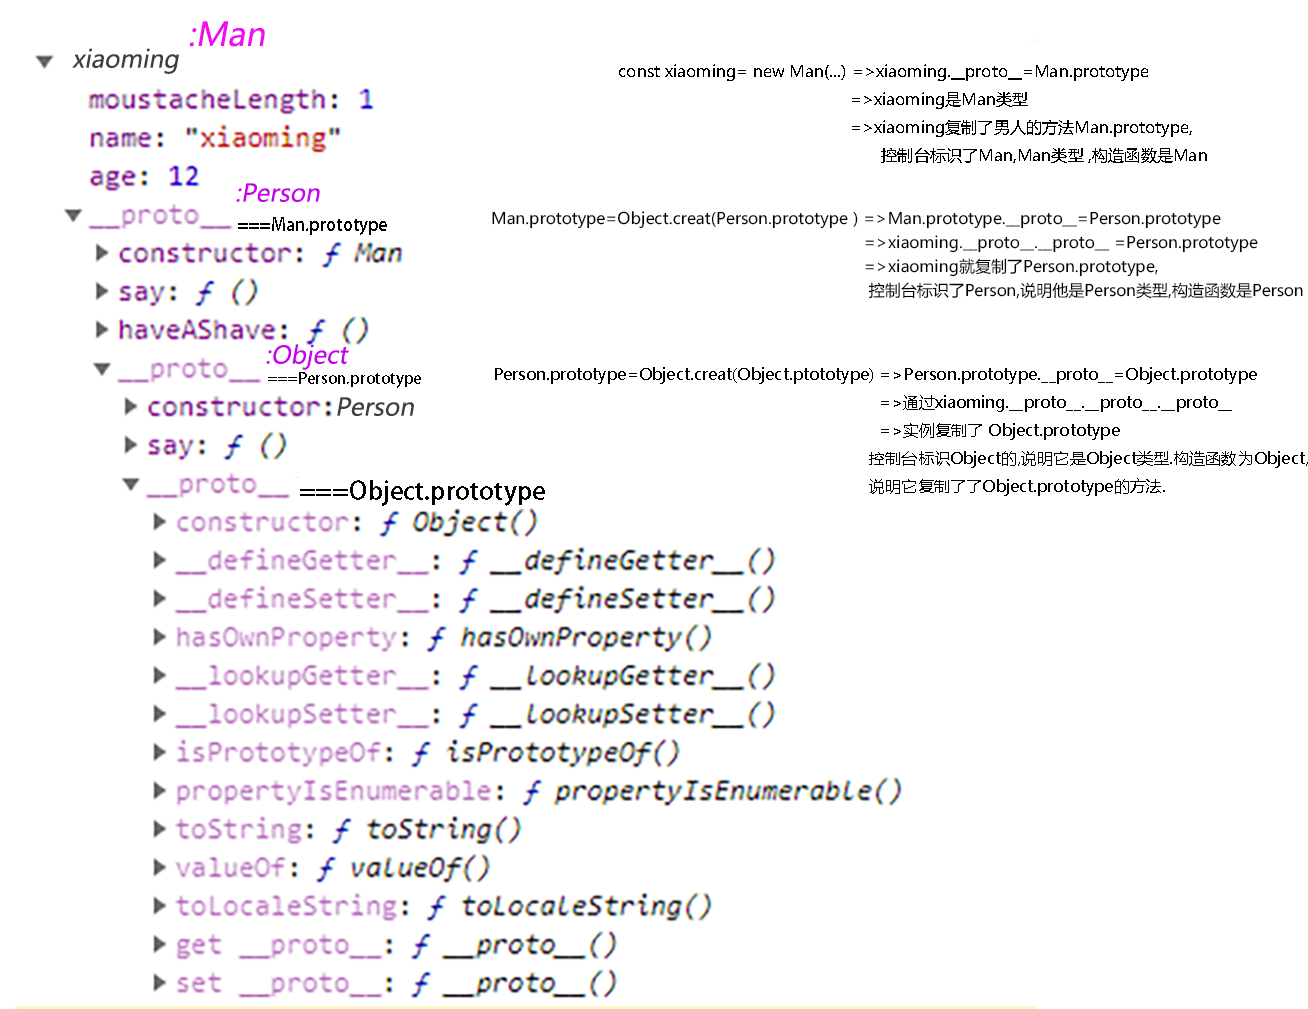 :Man
xiaoming
const xiaoming= new Man(...) =>xiaoming.__proto__=Man.prototype
moustacheLength: 1
=>xiaoming是Man类型
name: "xiaoming"
=>xiaoming复制了男人的方法Man.prototype,
控制台标识了Man,Man类型 ,构造函数是Man
age: 12
:Person
__proto__ ===Man.prototype
Man.prototype=Object.creat(Person.prototype ) =>Man.prototype.__proto__=Person.prototype
=>xiaoming.__proto__.__proto__ =Person.prototype
constructor: ƒ Man
=>xiaoming就复制了Person.prototype,
say: ƒ ()
控制台标识了Person,说明他是Person类型,构造函数是Person
haveAShave: ƒ ()
:Object
__proto__ ===Person.prototype
Person.prototype=Object.creat(Object.ptototype) =>Person.prototype.__proto__=Object.prototype
constructor:Person
=>通过xiaoming.__proto__.__proto__.__proto__
=>实例复制了 Object.prototype
say: ƒ ()
控制台标识Object的,说明它是Object类型.构造函数为Object,
说明它复制了了Object.prototype的方法.
__proto__ ===Object.prototype
constructor: ƒ Object()
__defineGetter__: ƒ __defineGetter__()
__defineSetter__: ƒ __defineSetter__()
hasOwnProperty: ƒ hasOwnProperty()
__lookupGetter__: ƒ __lookupGetter__()
__lookupSetter__: ƒ __lookupSetter__()
isPrototypeOf: ƒ isPrototypeOf()
propertyIsEnumerable: ƒ propertyIsEnumerable()
toString: ƒ toString()
valueOf: ƒ valueOf()
toLocaleString: ƒ toLocaleString()
get __proto__: ƒ __proto__()
set __proto__: ƒ __proto__()